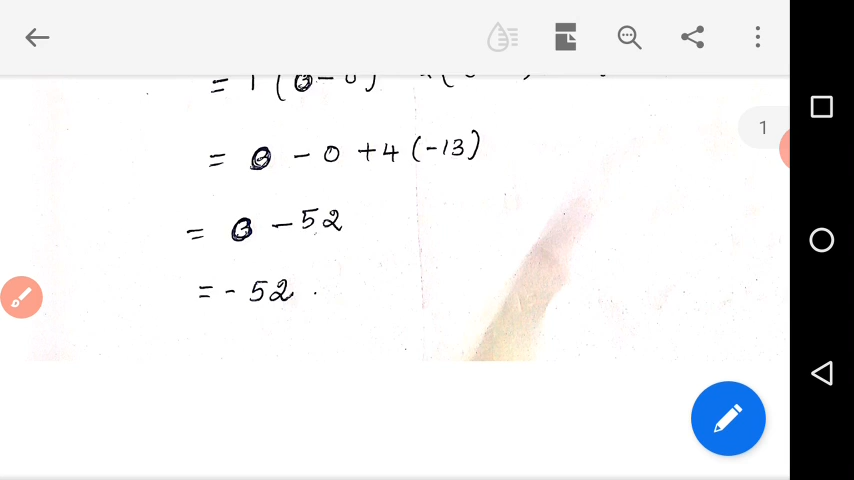 1
= 0 - 0 + 4 (-13)
= 0 - 52
= - 52 .